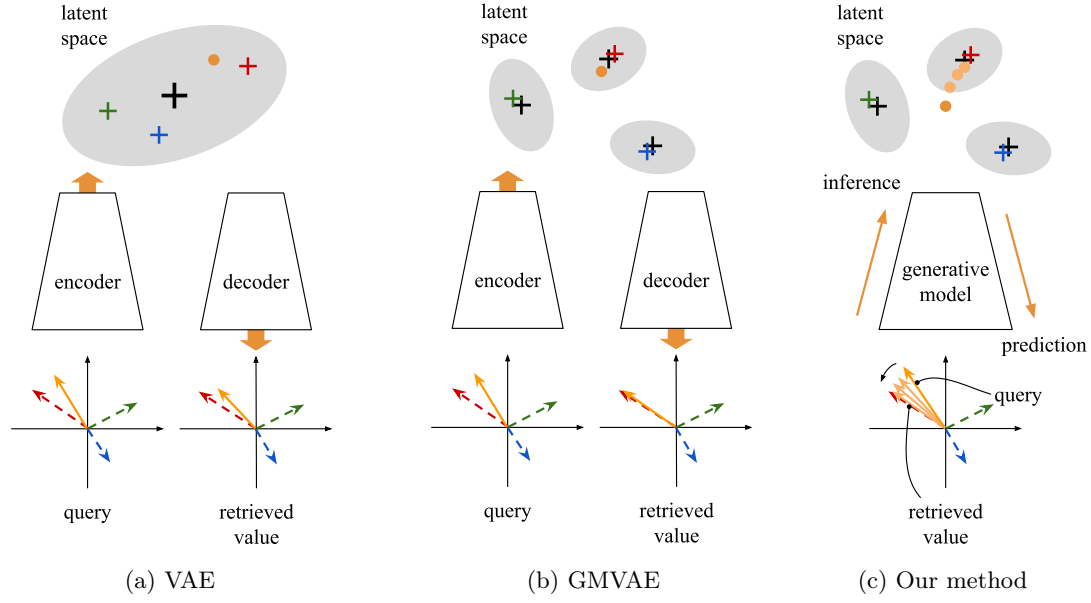 latent
space
encoder
decoder
query
retrieved
value
(a) VAE
latent
space
encoder
decoder
query
retrieved
value
(b) GMVAE
latent
space
inference
generative
model
prediction
query
retrieved
value
(c) Our method